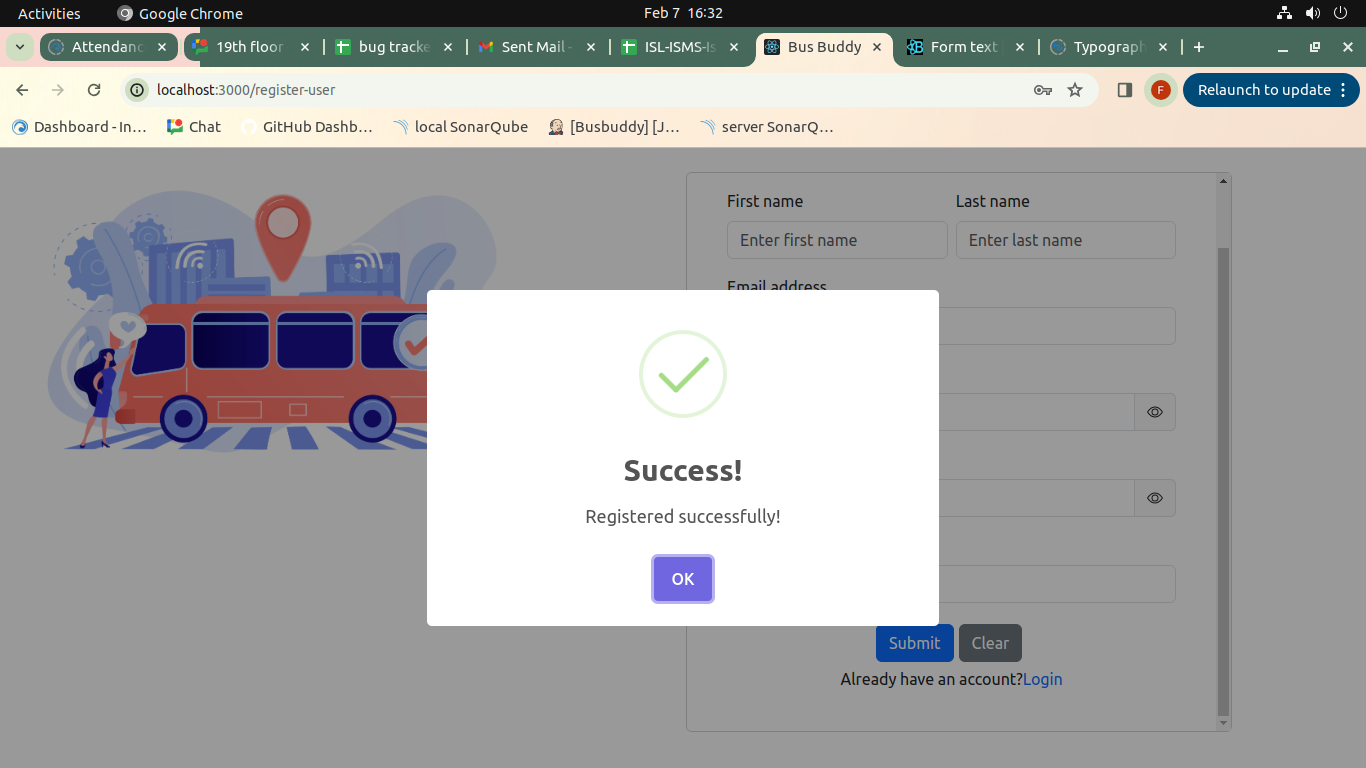 Activities Google Chrome Feb 7 16:32
Attendanc 19th floor bug tracke Sent Mail - ISL-ISMS-Is Bus Buddy Form text Typograph
localhost:3000/register-user F Relaunch to update
Dashboard - In... Chat GitHub Dashb... local SonarQube [Busbuddy] [J... server SonarQ...
First name Last name
Enter first name Enter last name
Email address
Success!
Registered successfully!
OK
Submit Clear
Already have an account?Login